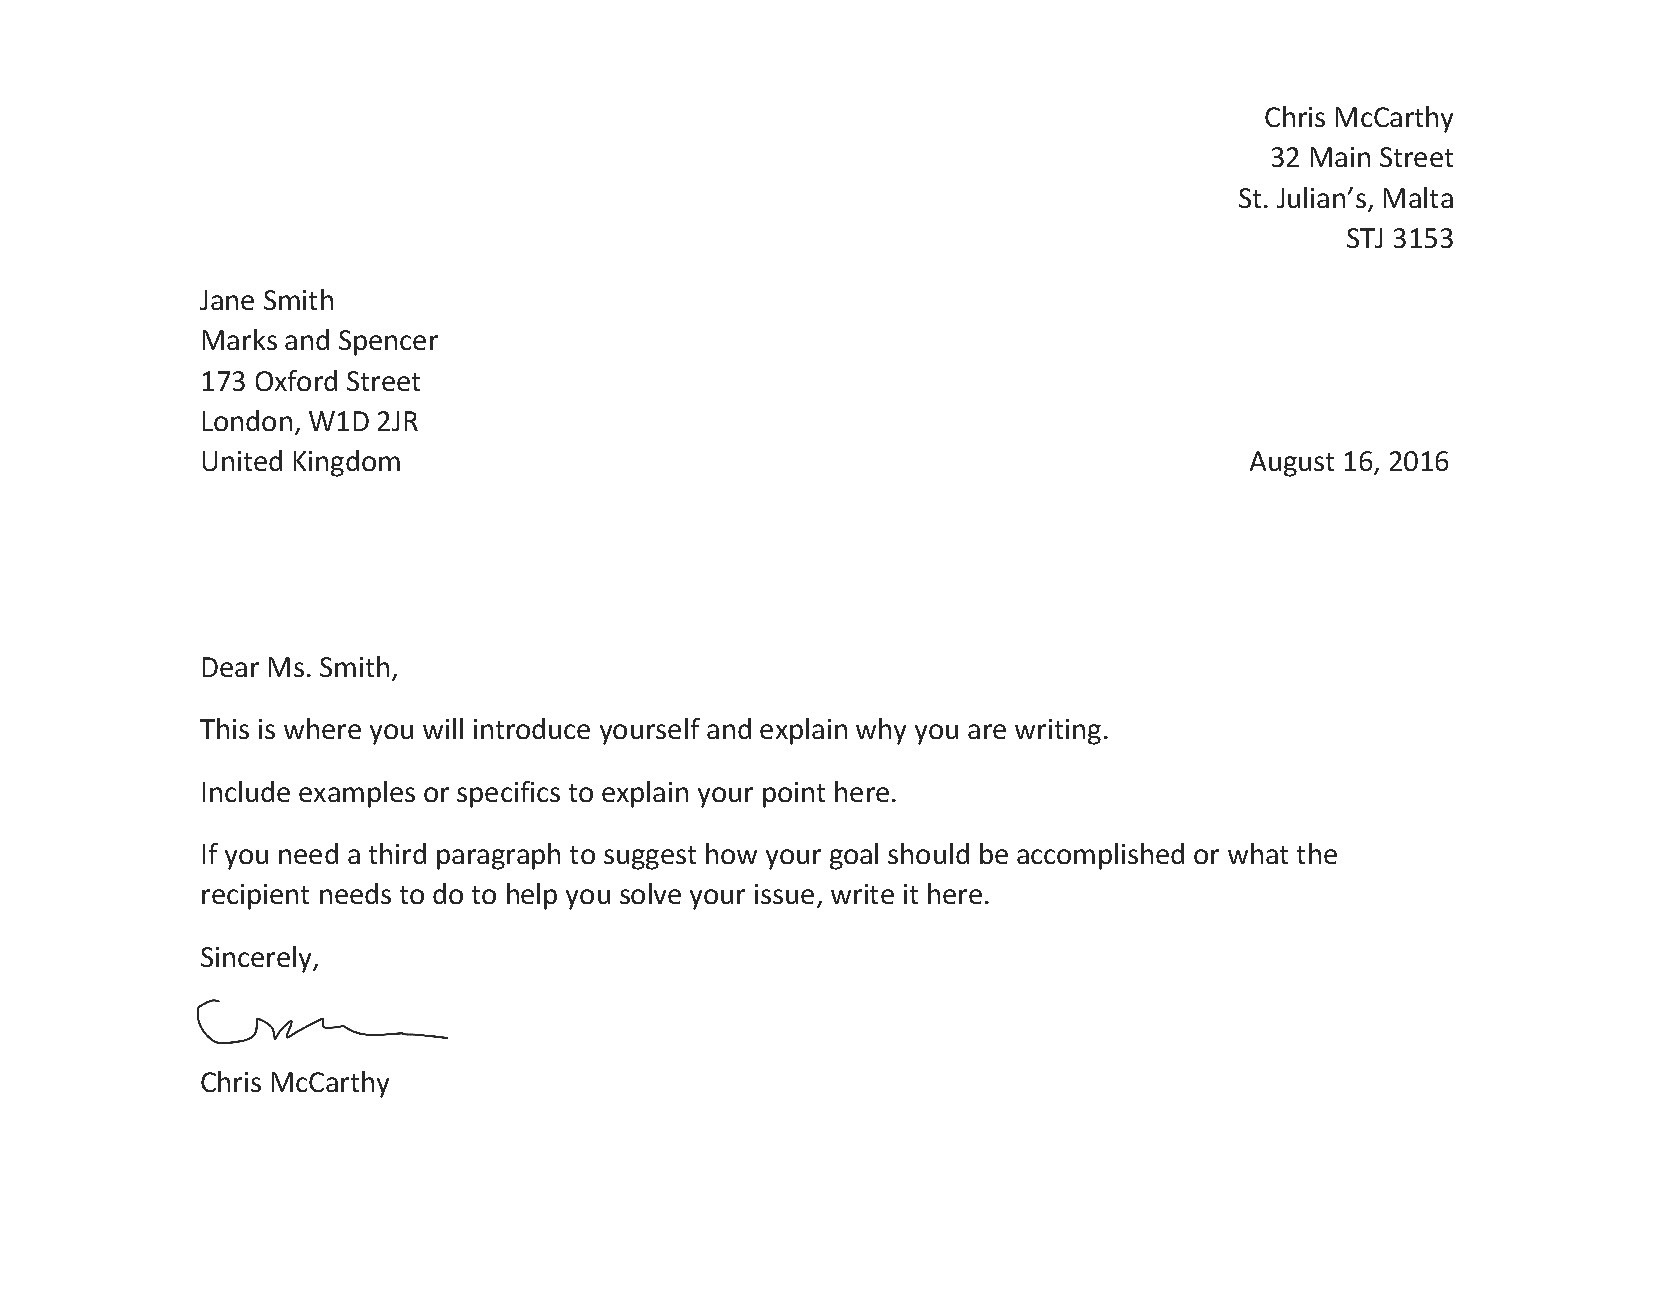 Chris McCarthy
32 Main Street
St. Julian’s, Malta
STJ 3153
Jane Smith
Marks and Spencer
173 Oxford Street
London, W1D 2JR
United Kingdom
August 16, 2016
Dear Ms. Smith,
This is where you will introduce yourself and explain why you are writing.
Include examples or specifics to explain your point here.
If you need a third paragraph to suggest how your goal should be accomplished or what the
recipient needs to do to help you solve your issue, write it here.
Sincerely,
Chris McCarthy